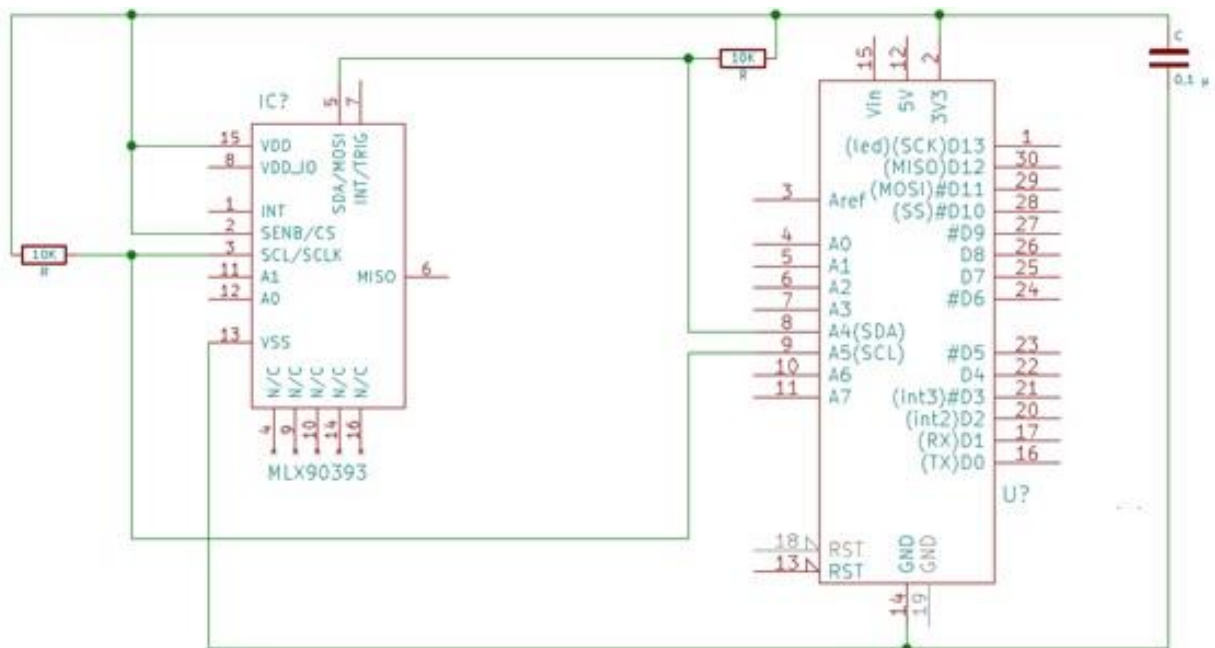 C
0,1 µ
10K
R
15
12
2
Vin
5V
3V3
IC?
5
7
SDA/MOSI
INT/TRIG
15 VDD
8 VDD_IO
1 INT
2 SENB/CS
3 SCL/SCLK
11 A1
12 A0
13 VSS
MISO 6
N/C
N/C
N/C
N/C
N/C
4
9
10
14
16
MLX90393
10K
R
3 Aref
4 A0
5 A1
6 A2
7 A3
8 A4(SDA)
9 A5(SCL)
10 A6
11 A7
18 RST
13 RST
(led)(SCK)D13 1
(MISO)D12 30
(MOSI)#D11 29
(SS)#D10 28
#D9 27
D8 26
D7 25
#D6 24
#D5 23
D4 22
(Int3)#D3 21
(int2)D2 20
(RX)D1 17
(TX)D0 16
U?
GND
GND
14
19